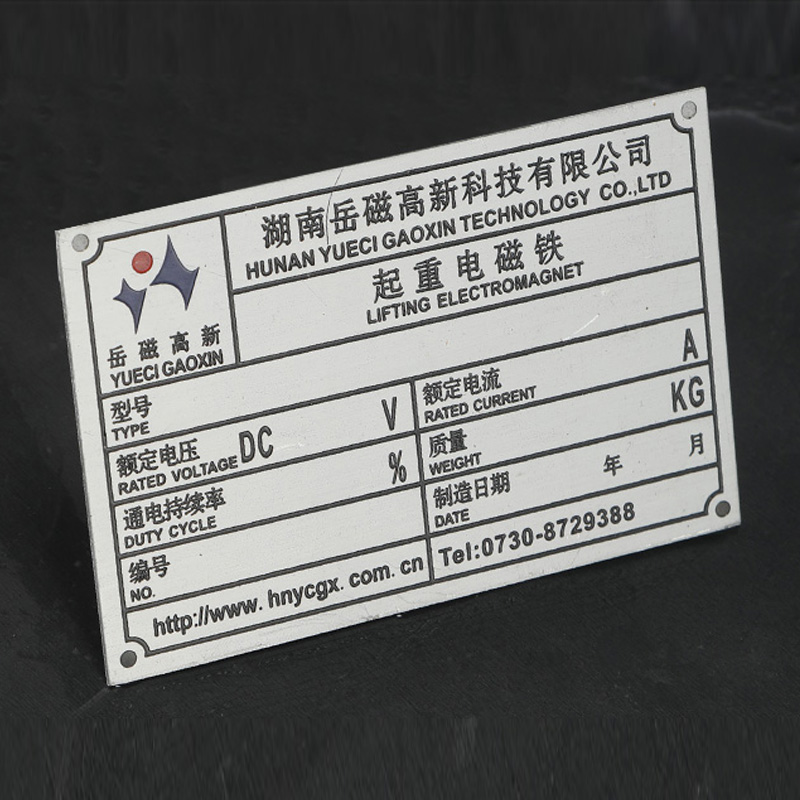 湖南岳磁高新科技有限公司
HUNAN YUECI GAOXIN TECHNOLOGY CO.,LTD
岳磁高新
YUECI GAOXIN
起重电磁铁
LIFTING ELECTROMAGNET
型号
TYPE
额定电压 DC V
RATED VOLTAGE
额定电流 A
RATED CURRENT
通电持续率 %
DUTY CYCLE
质量 KG
WEIGHT
编号
NO.
制造日期 年 月
DATE
http://www.hnycgx.com.cn
Tel:0730-8729388